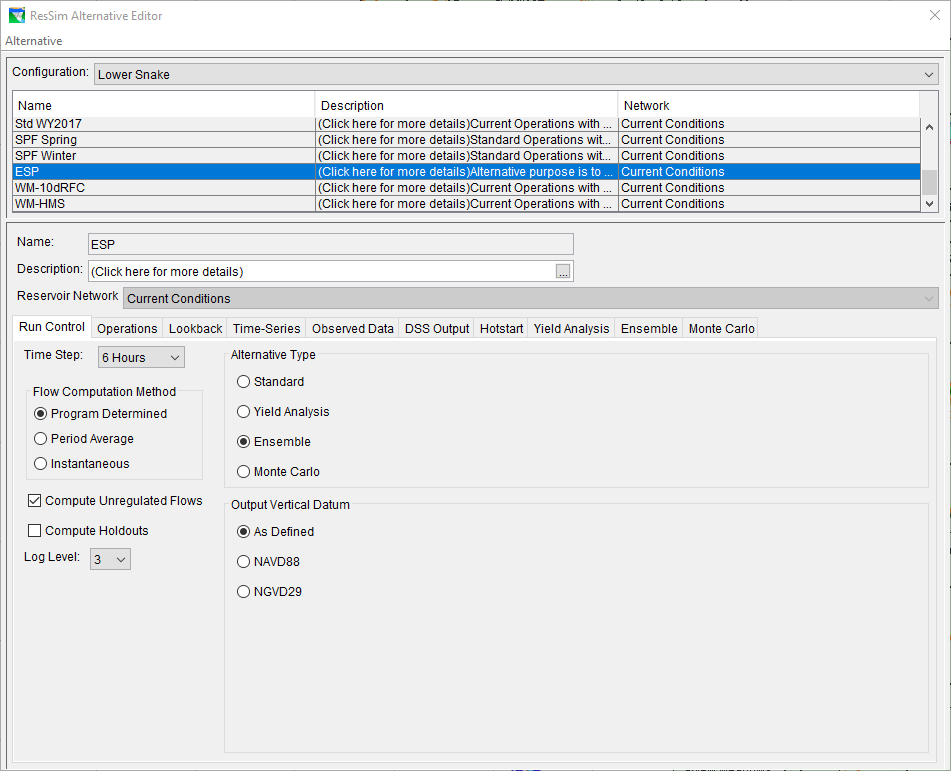 ResSim Alternative Editor
Alternative
Configuration: Lower Snake
Name Description Network
Std WY2017 (Click here for more details)Current Operations with ... Current Conditions
SPF Spring (Click here for more details)Standard Operations wit... Current Conditions
SPF Winter (Click here for more details)Standard Operations wit... Current Conditions
ESP (Click here for more details)Alternative purpose is to ... Current Conditions
WM-10dRFC (Click here for more details)Current Operations with ... Current Conditions
WM-HMS (Click here for more details)Current Operations with ... Current Conditions
Name: ESP
Description: (Click here for more details) ...
Reservoir Network Current Conditions
Run Control Operations Lookback Time-Series Observed Data DSS Output Hotstart Yield Analysis Ensemble Monte Carlo
Time Step: 6 Hours
Flow Computation Method
Program Determined
Period Average
Instantaneous
Compute Unregulated Flows
Compute Holdouts
Log Level: 3
Alternative Type
Standard
Yield Analysis
Ensemble
Monte Carlo
Output Vertical Datum
As Defined
NAVD88
NGVD29